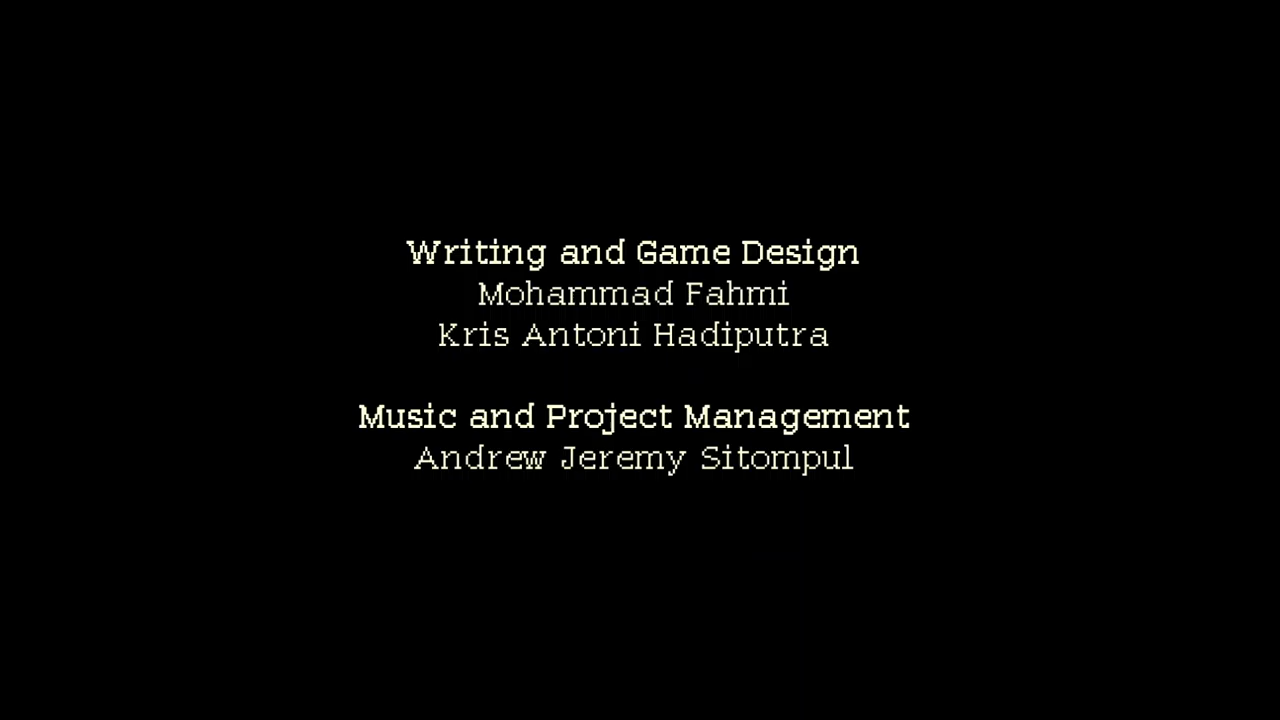 Writing and Game Design
Mohammad Fahmi
Kris Antoni Hadiputra
Music and Project Management
Andrew Jeremy Sitompul